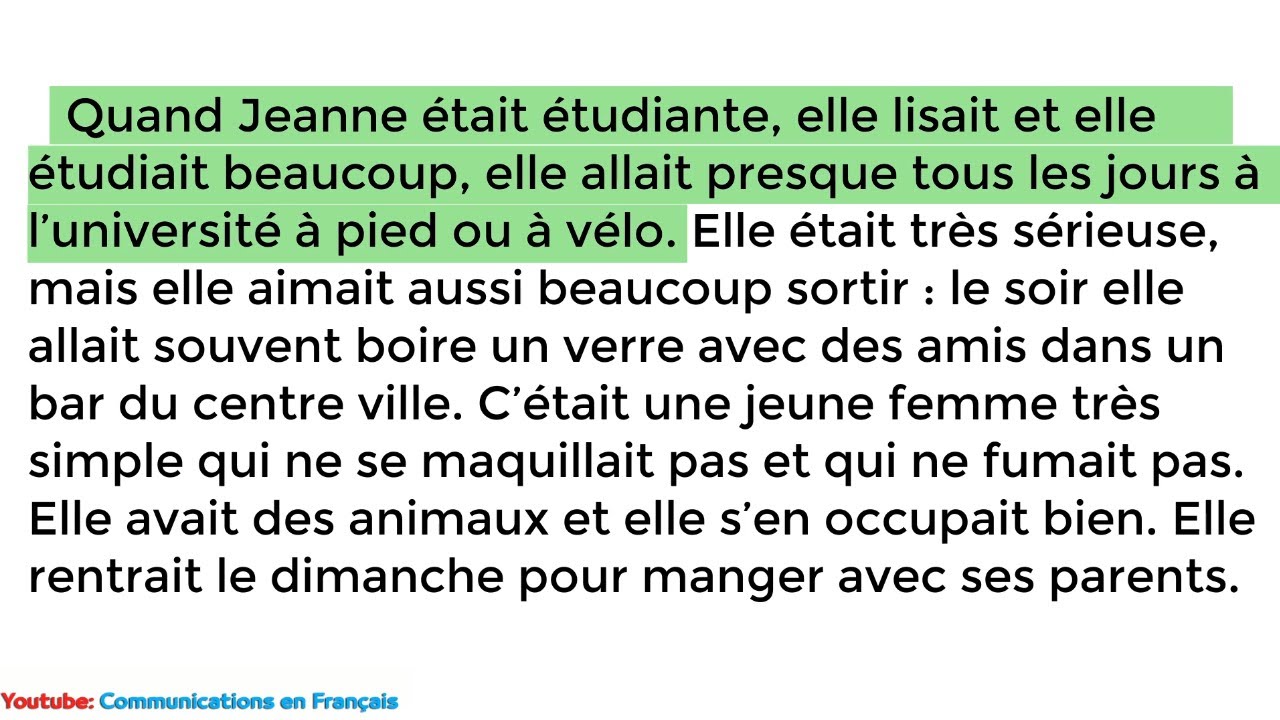 Quand Jeanne était étudiante, elle lisait et elle
étudiait beaucoup, elle allait presque tous les jours à
l’université à pied ou à vélo. Elle était très sérieuse,
mais elle aimait aussi beaucoup sortir : le soir elle
allait souvent boire un verre avec des amis dans un
bar du centre ville. C’était une jeune femme très
simple qui ne se maquillait pas et qui ne fumait pas.
Elle avait des animaux et elle s’en occupait bien. Elle
rentrait le dimanche pour manger avec ses parents.
Youtube: Communications en Français